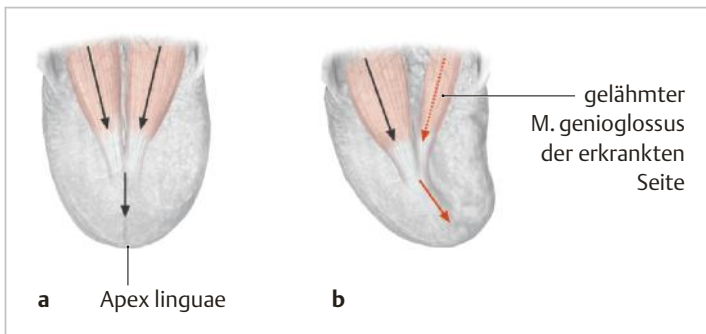 gelähmter
M. genioglossus
der erkrankten
Seite
a
Apex linguae
b